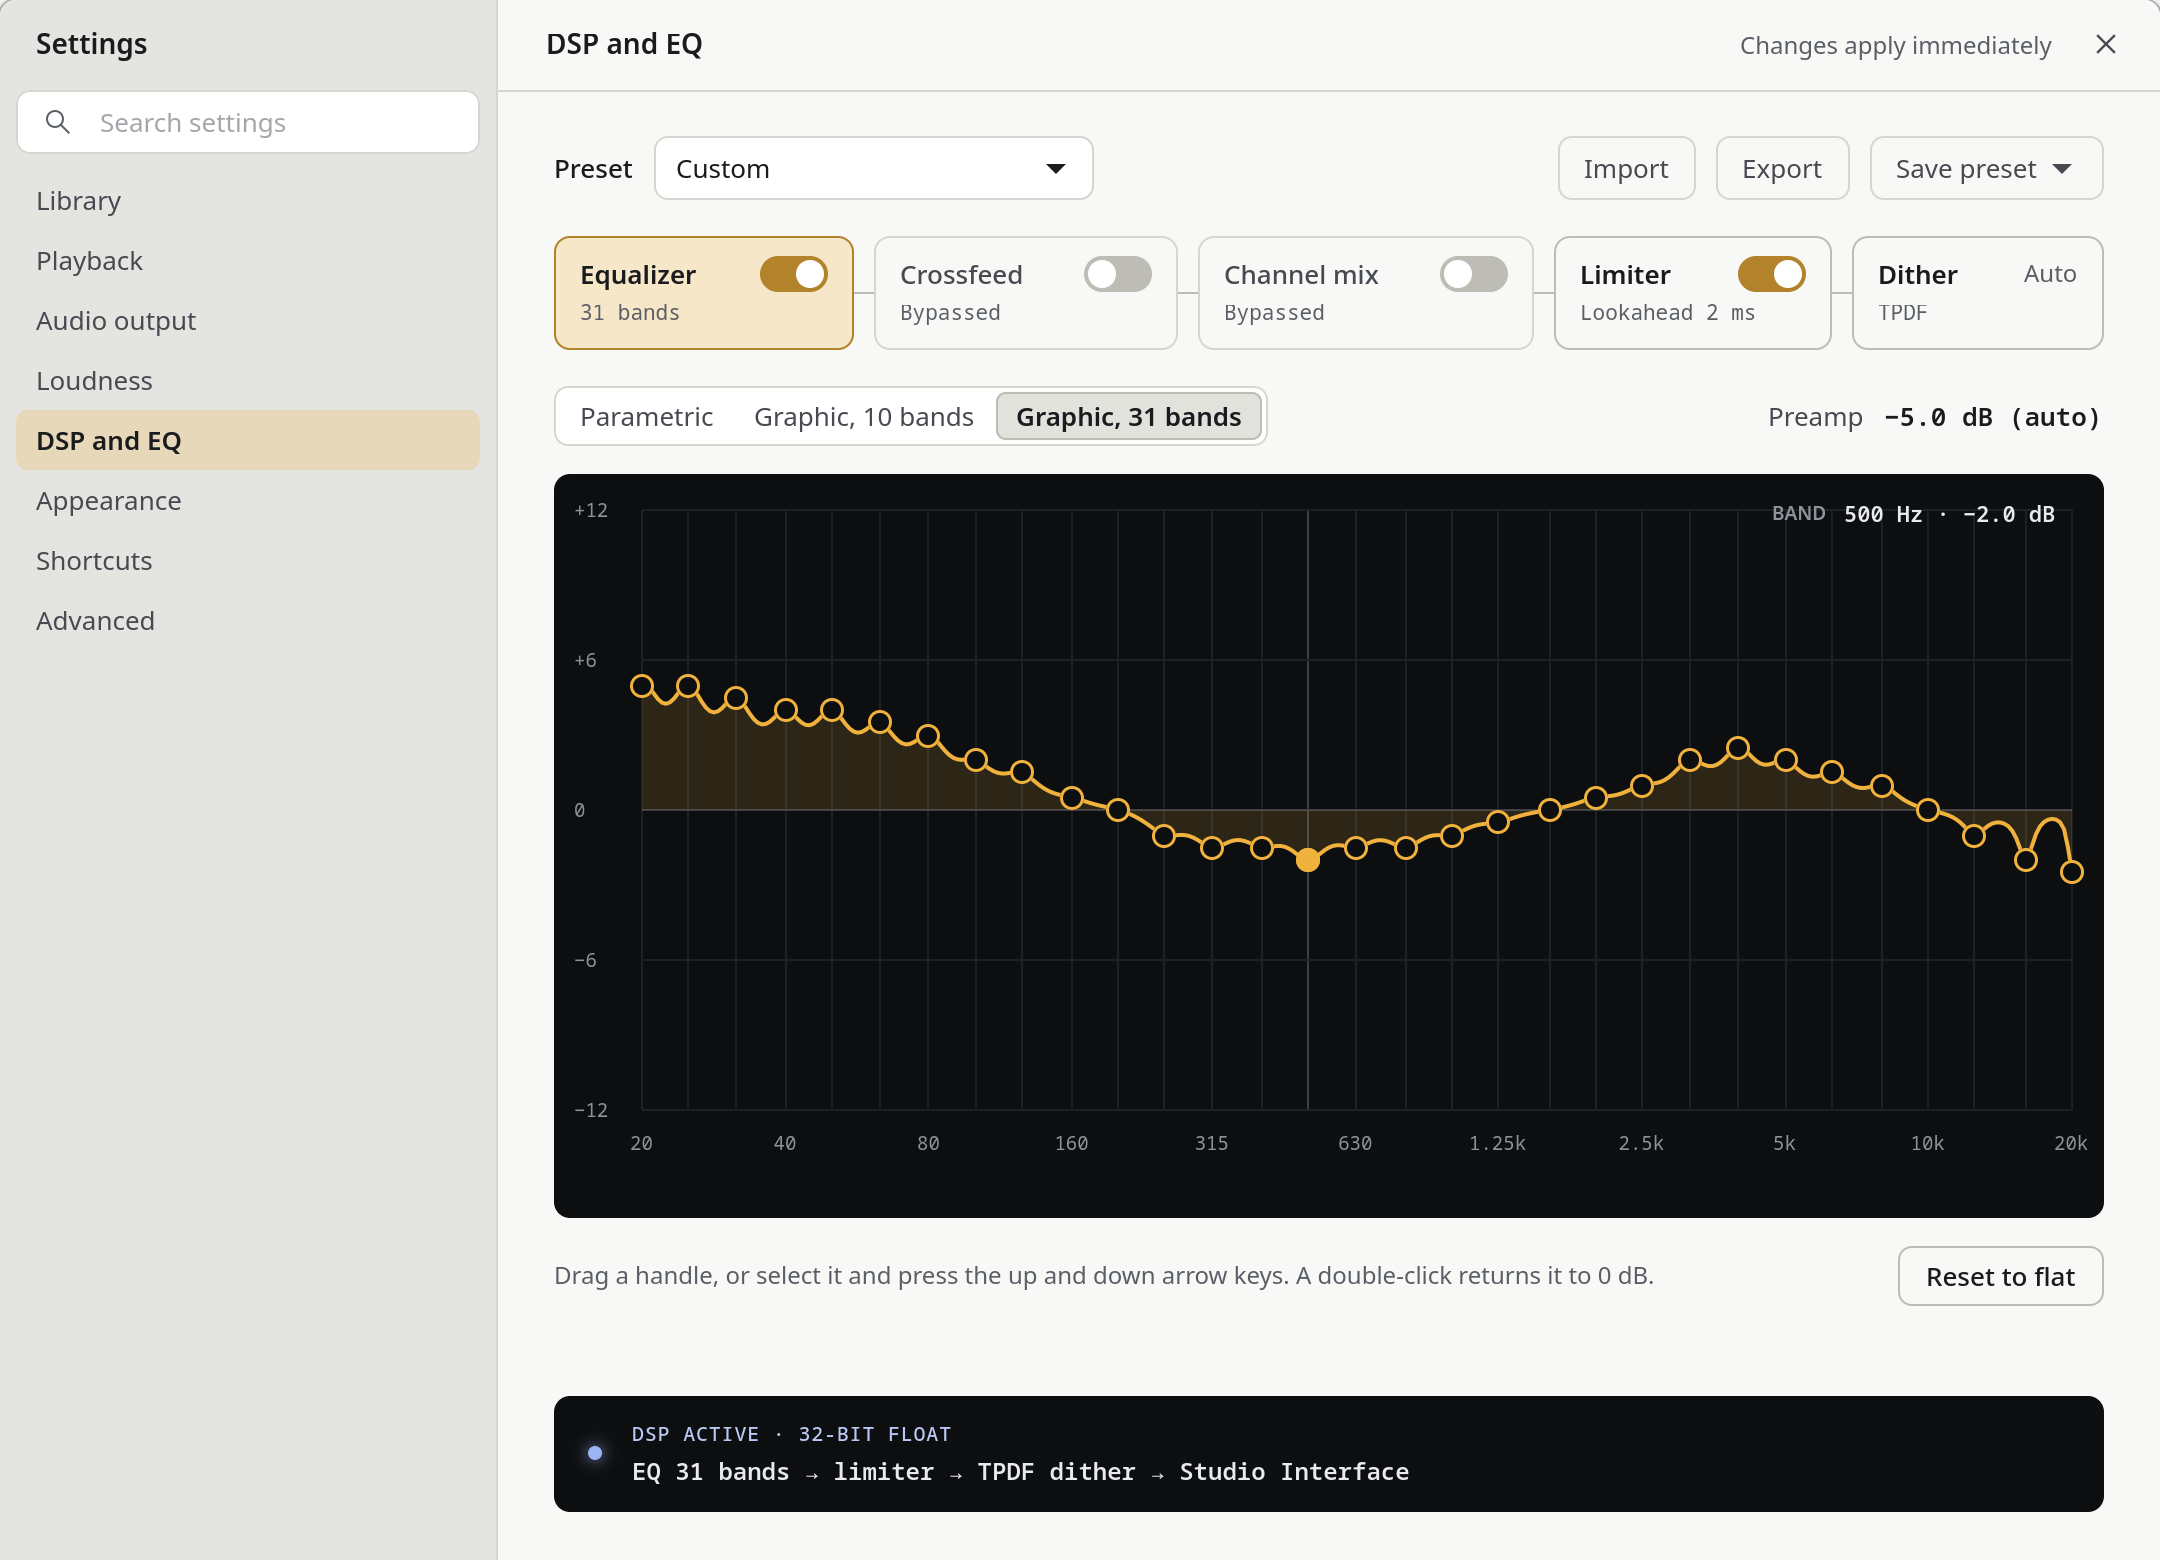 Settings
Search settings
Library
Playback
Audio output
Loudness
DSP and EQ
Appearance
Shortcuts
Advanced
DSP and EQ
Changes apply immediately
Preset
Custom
Import
Export
Save preset
Equalizer
31 bands
Crossfeed
Bypassed
Channel mix
Bypassed
Limiter
Lookahead 2 ms
Dither
Auto
TPDF
Parametric
Graphic, 10 bands
Graphic, 31 bands
Preamp −5.0 dB (auto)
BAND 500 Hz · −2.0 dB
+12
+6
0
−6
−12
20 40 80 160 315 630 1.25k 2.5k 5k 10k 20k
Drag a handle, or select it and press the up and down arrow keys. A double-click returns it to 0 dB.
Reset to flat
DSP ACTIVE · 32-BIT FLOAT
EQ 31 bands → limiter → TPDF dither → Studio Interface